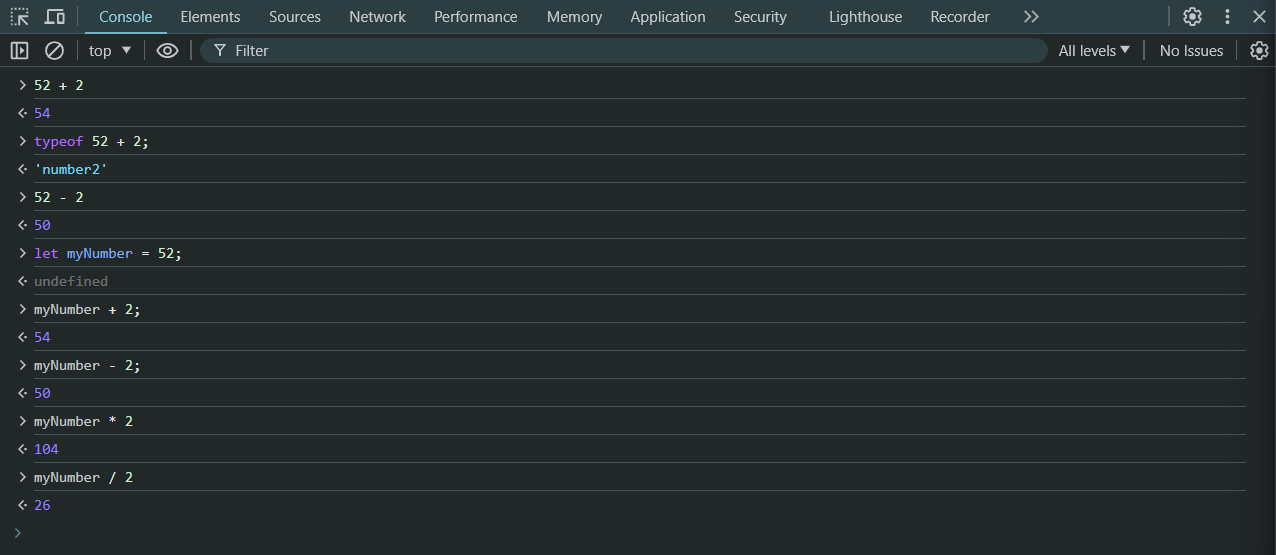 Console Elements Sources Network Performance Memory Application Security Lighthouse Recorder
top Filter All levels No Issues
52 + 2
54
typeof 52 + 2;
'number2'
52 - 2
50
let myNumber = 52;
undefined
myNumber + 2;
54
myNumber - 2;
50
myNumber * 2
104
myNumber / 2
26